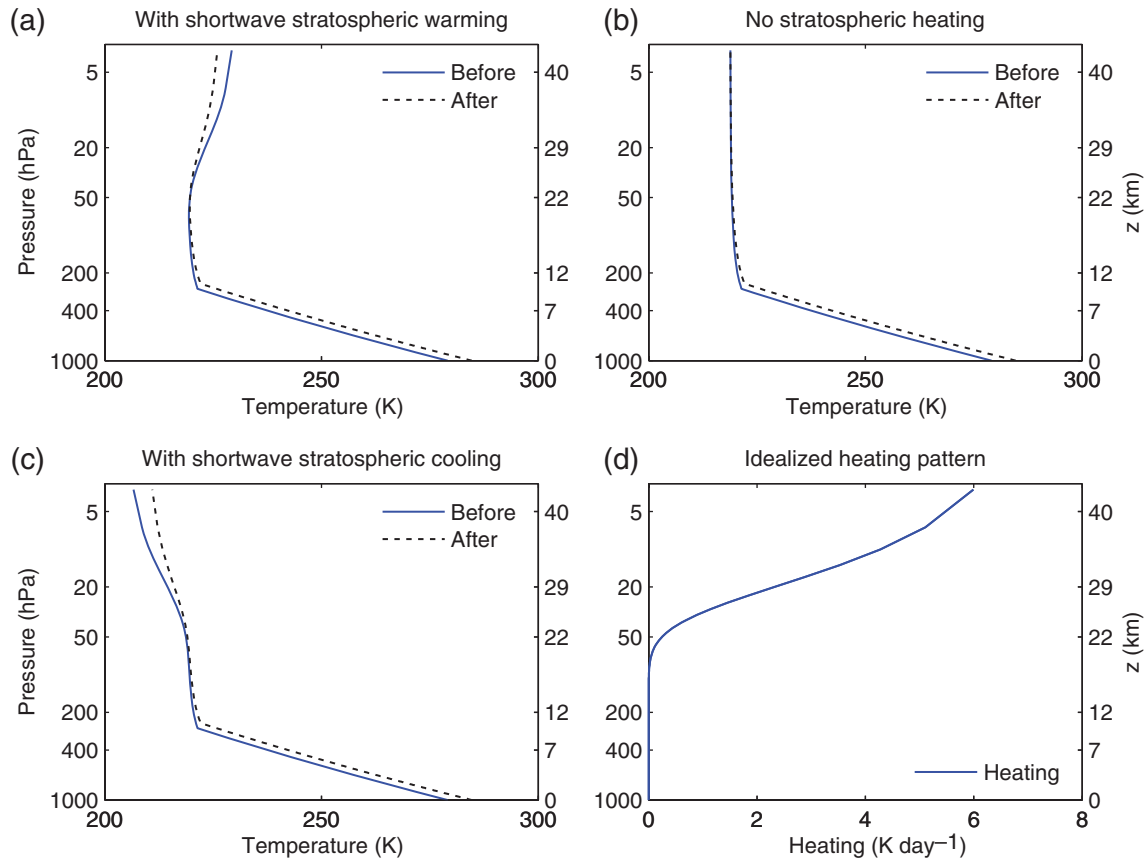 (a) With shortwave stratospheric warming
Before
After
5
20
50
200
400
1000
40
29
22
12
7
0
200 250 300
Pressure (hPa)
Temperature (K)
(b) No stratospheric heating
Before
After
5
20
50
200
400
1000
40
29
22
12
7
0
200 250 300
z (km)
Temperature (K)
(c) With shortwave stratospheric cooling
Before
After
5
20
50
200
400
1000
40
29
22
12
7
0
200 250 300
Pressure (hPa)
Temperature (K)
(d) Idealized heating pattern
Heating
5
20
50
200
400
1000
40
29
22
12
7
0
0 2 4 6 8
z (km)
Heating (K day⁻¹)